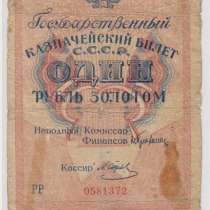 Государственный
КАЗНАЧЕЙСКИЙ БИЛЕТ
С.С.С.Р.
ОДИН
РУБЛЬ ЗОЛОТОМ
Народный Комиссар
Финансов
Кассир
РР 0581372